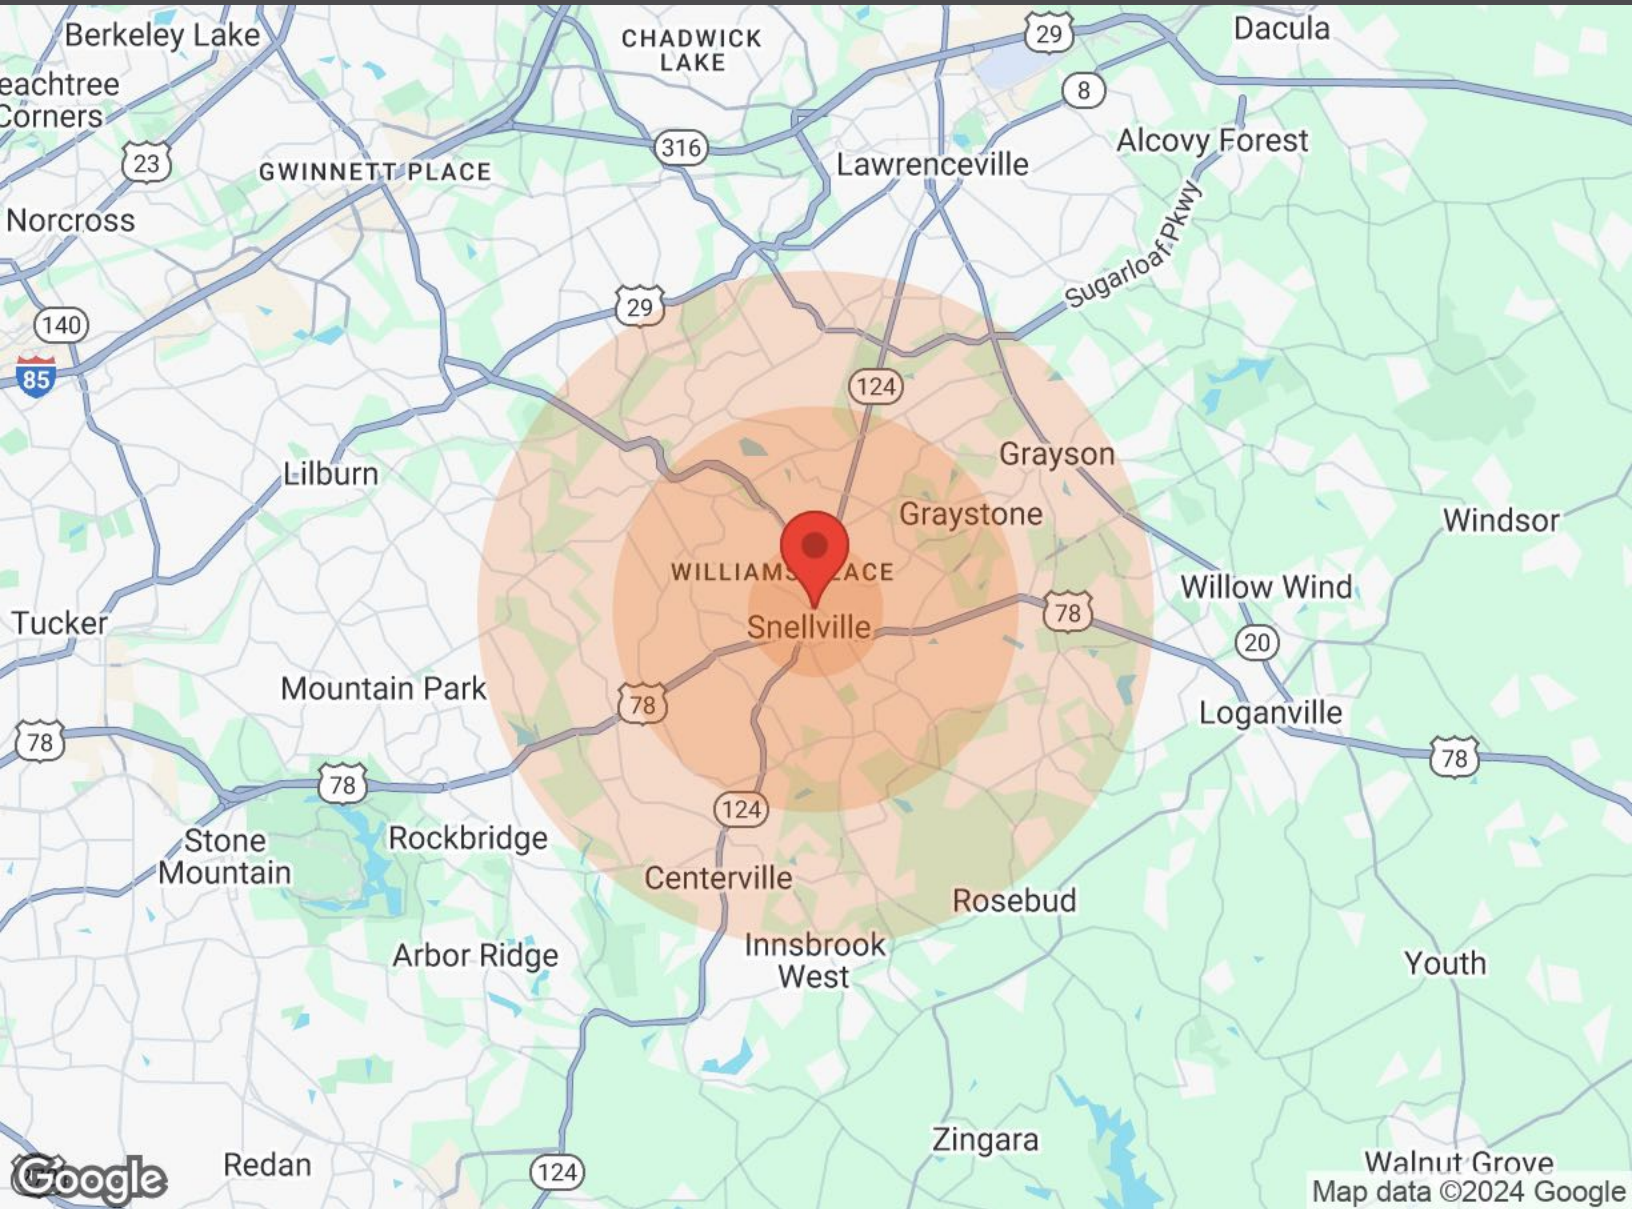 Berkeley Lake
CHADWICK
LAKE
29
Dacula
eachtree
Corners
8
23
GWINNETT PLACE
316
Lawrenceville
Alcovy Forest
Norcross
Sugarloaf Pkwy
29
140
85
124
Lilburn
Grayson
Graystone
Windsor
WILLIAMS
LACE
Willow Wind
Tucker
Snellville
78
20
Mountain Park
78
Loganville
78
78
78
124
Stone
Mountain
Rockbridge
Centerville
Rosebud
Arbor Ridge
Innsbrook
West
Youth
Zingara
Redan
124
Walnut Grove
Google
Map data ©2024 Google